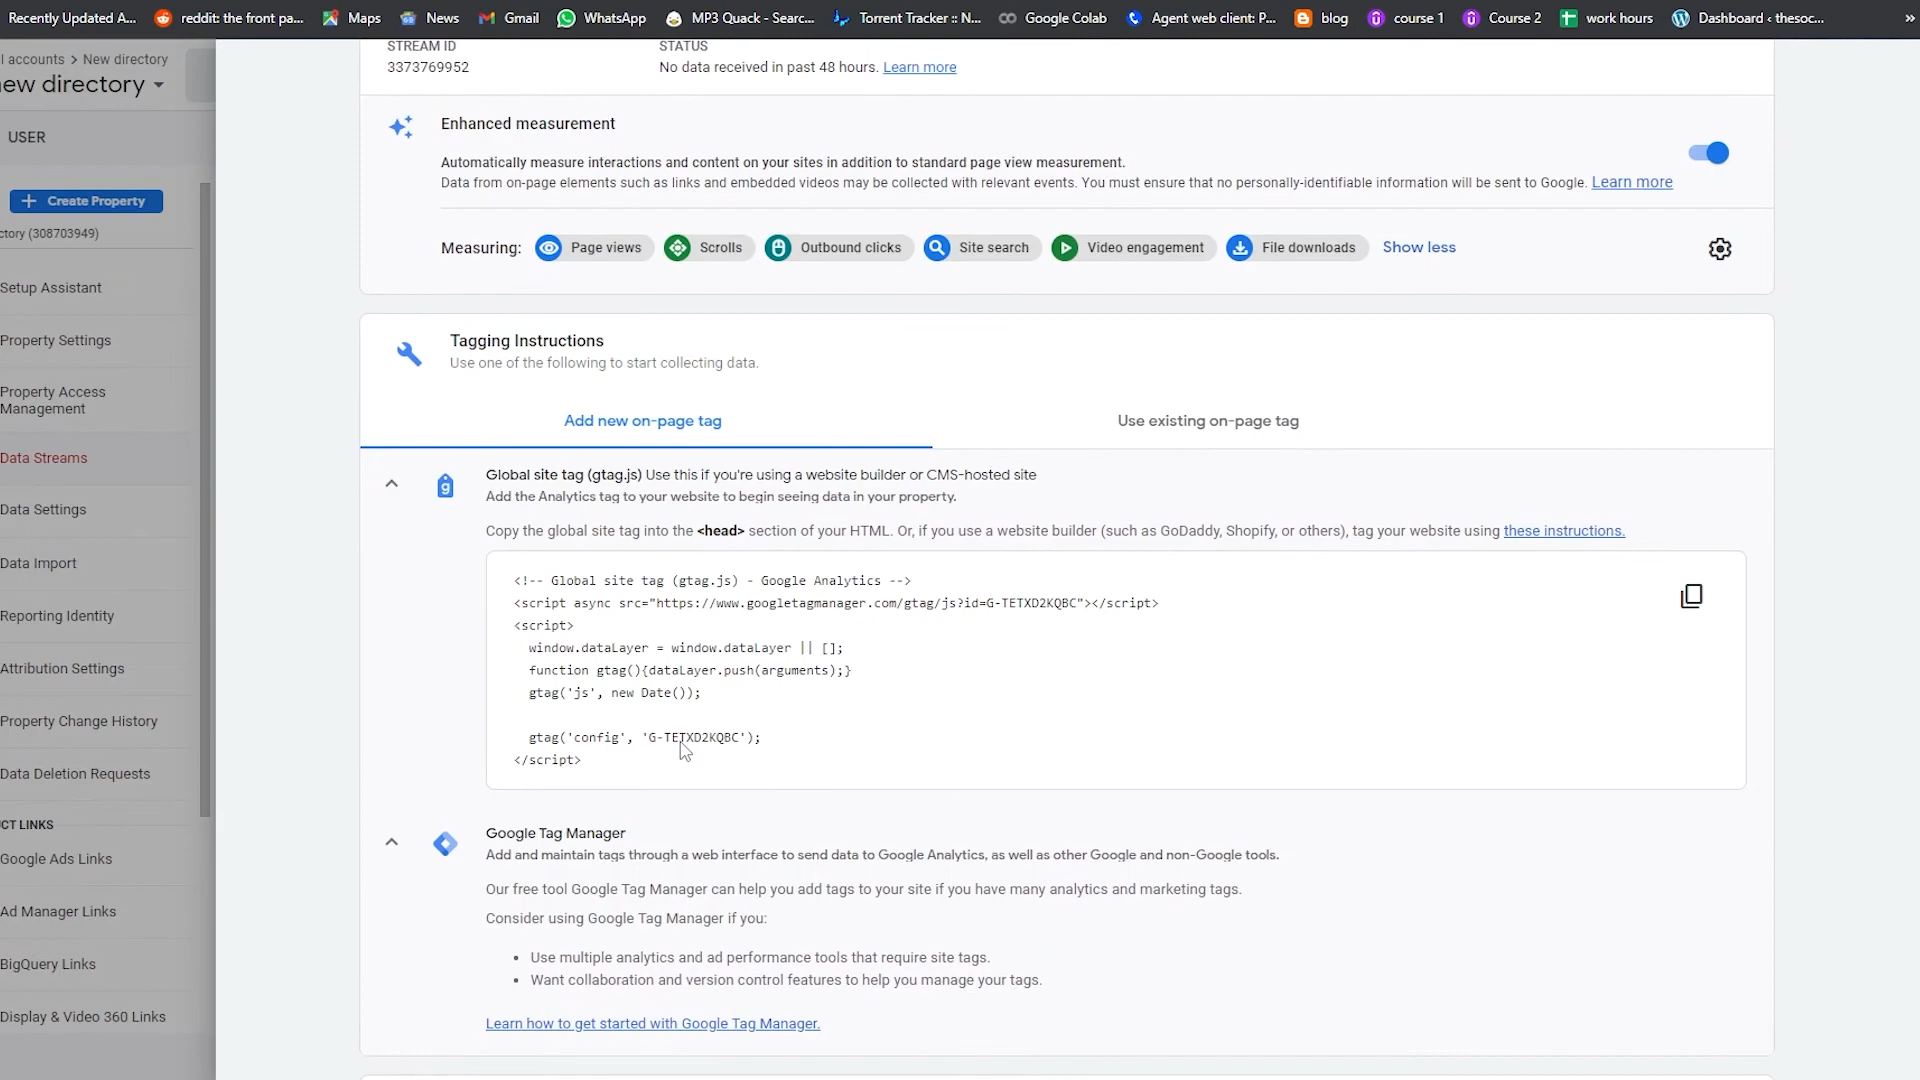 Recently Updated A...
reddit: the front pa...
Maps
News
Gmail
WhatsApp
MP3 Quack - Searc...
Torrent Tracker :: N...
Google Colab
Agent web client: P...
blog
course 1
Course 2
work hours
Dashboard ‹ thesoc...
»
l accounts > New directory
ew directory
USER
Create Property
ctory (308703949)
Setup Assistant
Property Settings
Property Access
Management
Data Streams
Data Settings
Data Import
Reporting Identity
Attribution Settings
Property Change History
Data Deletion Requests
CT LINKS
Google Ads Links
Ad Manager Links
BigQuery Links
Display & Video 360 Links
STREAM ID
3373769952
STATUS
No data received in past 48 hours. Learn more
Enhanced measurement
Automatically measure interactions and content on your sites in addition to standard page view measurement.
Data from on-page elements such as links and embedded videos may be collected with relevant events. You must ensure that no personally-identifiable information will be sent to Google. Learn more
Measuring: Page views Scrolls Outbound clicks Site search Video engagement File downloads Show less
Tagging Instructions
Use one of the following to start collecting data.
Add new on-page tag
Use existing on-page tag
Global site tag (gtag.js) Use this if you're using a website builder or CMS-hosted site
Add the Analytics tag to your website to begin seeing data in your property.
Copy the global site tag into the <head> section of your HTML. Or, if you use a website builder (such as GoDaddy, Shopify, or others), tag your website using these instructions.
<!-- Global site tag (gtag.js) - Google Analytics -->
<script async src="https://www.googletagmanager.com/gtag/js?id=G-TETXD2KQBC"></script>
<script>
window.dataLayer = window.dataLayer || [];
function gtag(){dataLayer.push(arguments);}
gtag('js', new Date());
gtag('config', 'G-TETXD2KQBC');
</script>
Google Tag Manager
Add and maintain tags through a web interface to send data to Google Analytics, as well as other Google and non-Google tools.
Our free tool Google Tag Manager can help you add tags to your site if you have many analytics and marketing tags.
Consider using Google Tag Manager if you:
• Use multiple analytics and ad performance tools that require site tags.
• Want collaboration and version control features to help you manage your tags.
Learn how to get started with Google Tag Manager.